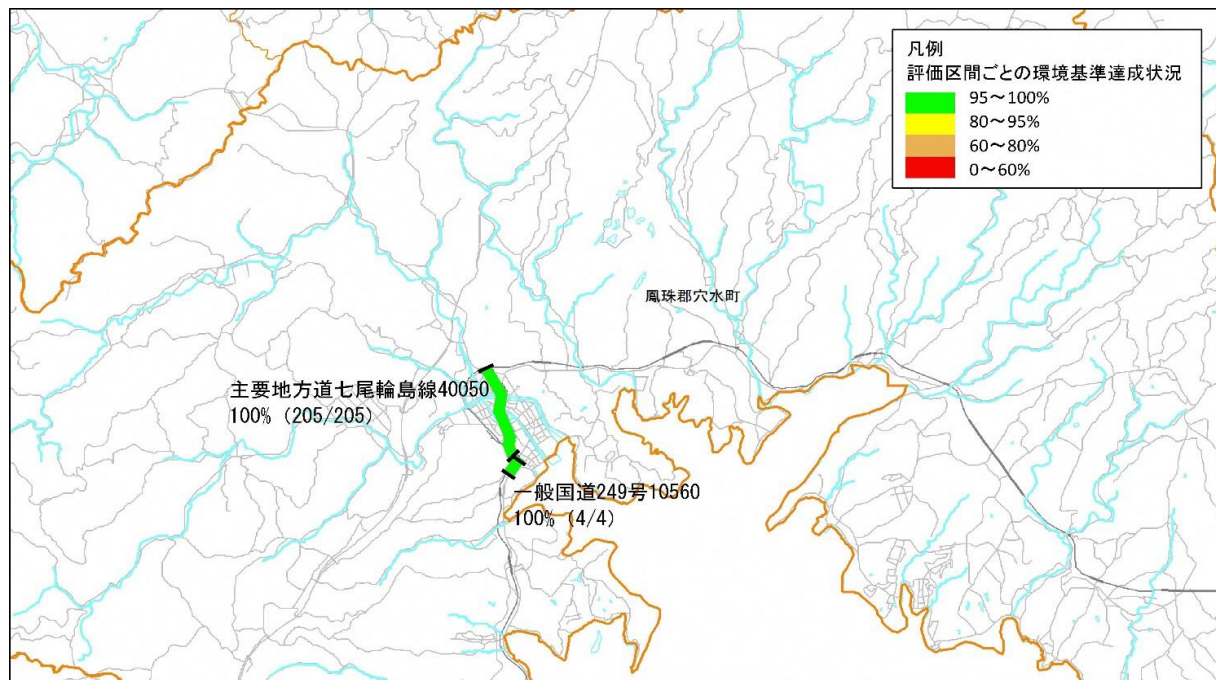 凡例
評価区間ごとの環境基準達成状況
95～100%
80～95%
60～80%
0～60%
鳳珠郡穴水町
主要地方道七尾輪島線40050
100% (205/205)
一般国道249号10560
100% (4/4)